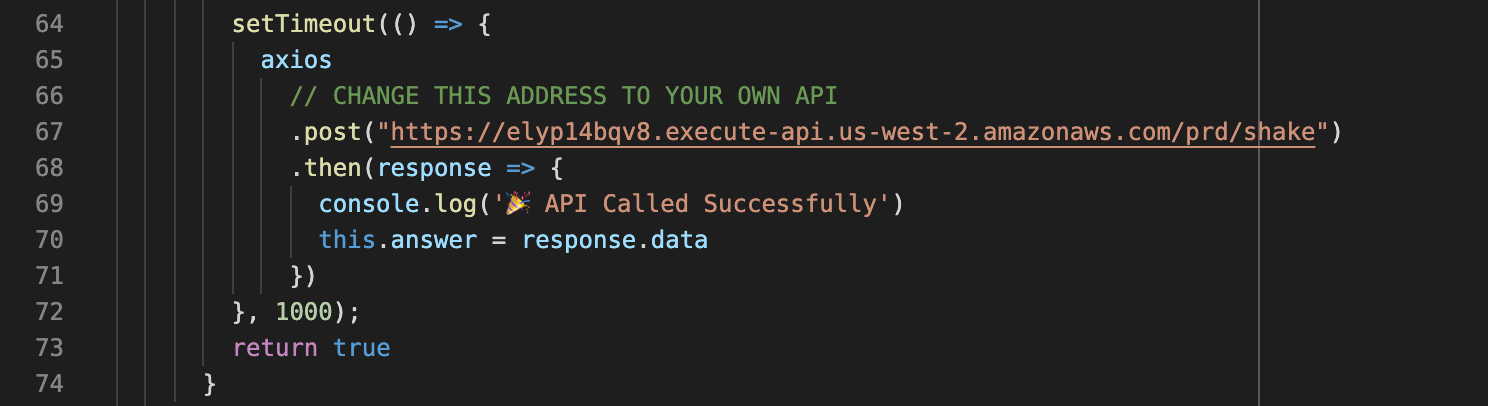 64 setTimeout(() => {
65 axios
66 // CHANGE THIS ADDRESS TO YOUR OWN API
67 .post("https://elyp14bqv8.execute-api.us-west-2.amazonaws.com/prd/shake")
68 .then(response => {
69 console.log('🎉 API Called Successfully')
70 this.answer = response.data
71 })
72 }, 1000);
73 return true
74 }